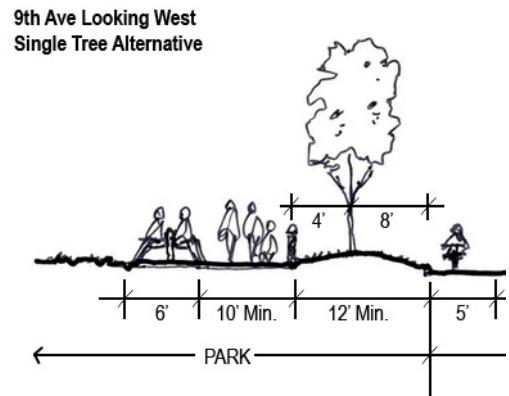 9th Ave Looking West
Single Tree Alternative
4' 8'
6' 10' Min. 12' Min. 5'
PARK